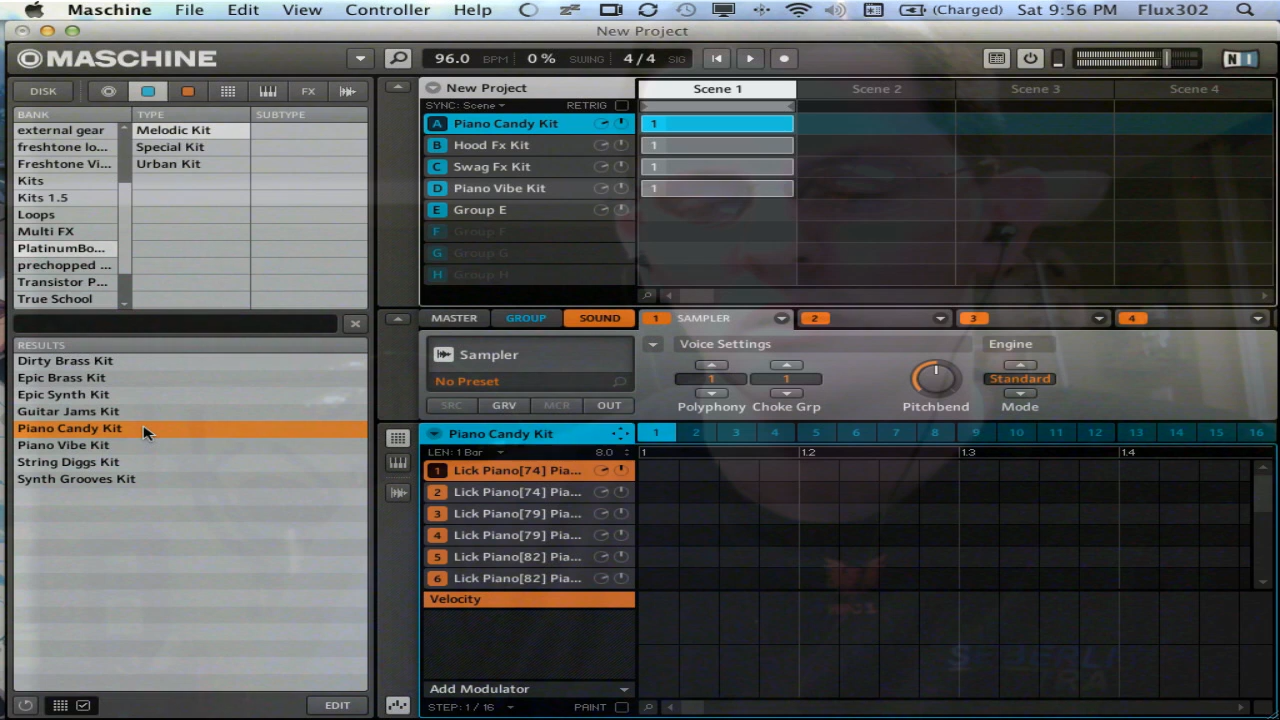 Maschine File Edit View Controller Help (Charged) Sat 9:56 PM Flux302
New Project
MASCHINE 96.0 BPM 0 % SWING 4/4 SIG
DISK FX
BANK TYPE SUBTYPE
external gear Melodic Kit
freshtone lo... Special Kit
Freshtone Vi... Urban Kit
Kits
Kits 1.5
Loops
Multi FX
PlatinumBo...
prechopped ...
Transistor P...
True School
RESULTS
Dirty Brass Kit
Epic Brass Kit
Epic Synth Kit
Guitar Jams Kit
Piano Candy Kit
Piano Vibe Kit
String Diggs Kit
Synth Grooves Kit
EDIT
New Project Scene 1 Scene 2 Scene 3 Scene 4
SYNC: Scene RETRIG
A Piano Candy Kit 1
B Hood Fx Kit 1
C Swag Fx Kit 1
D Piano Vibe Kit 1
E Group E
F Group F
G Group G
H Group H
MASTER GROUP SOUND 1 SAMPLER 2 3 4
Sampler Voice Settings Engine
No Preset 1 1 Standard
SRC GRV MCR OUT Polyphony Choke Grp Pitchbend Mode
Piano Candy Kit 1 2 3 4 5 6 7 8 9 10 11 12 13 14 15 16
LEN: 1 Bar 8.0 1 1.2 1.3 1.4
1 Lick Piano[74] Pia...
2 Lick Piano[74] Pia...
3 Lick Piano[79] Pia...
4 Lick Piano[79] Pia...
5 Lick Piano[82] Pia...
6 Lick Piano[82] Pia...
Velocity
Add Modulator
STEP: 1 / 16 PAINT